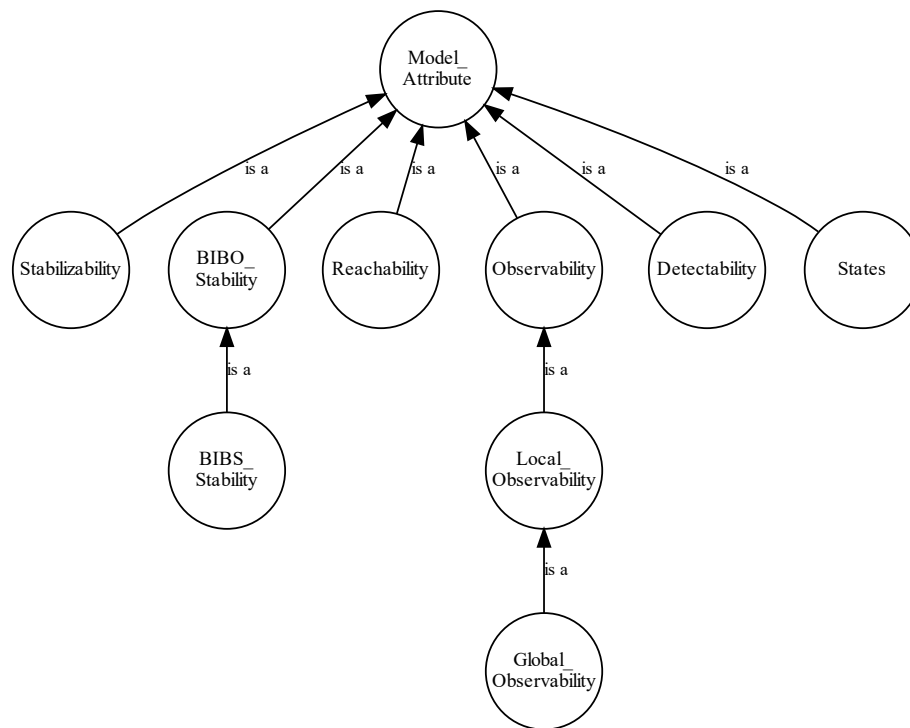 Model_
Attribute
is a
is a
is a
is a
is a
is a
Stabilizability
BIBO_
Stability
Reachability
Observability
Detectability
States
is a
is a
BIBS_
Stability
Local_
Observability
is a
Global_
Observability